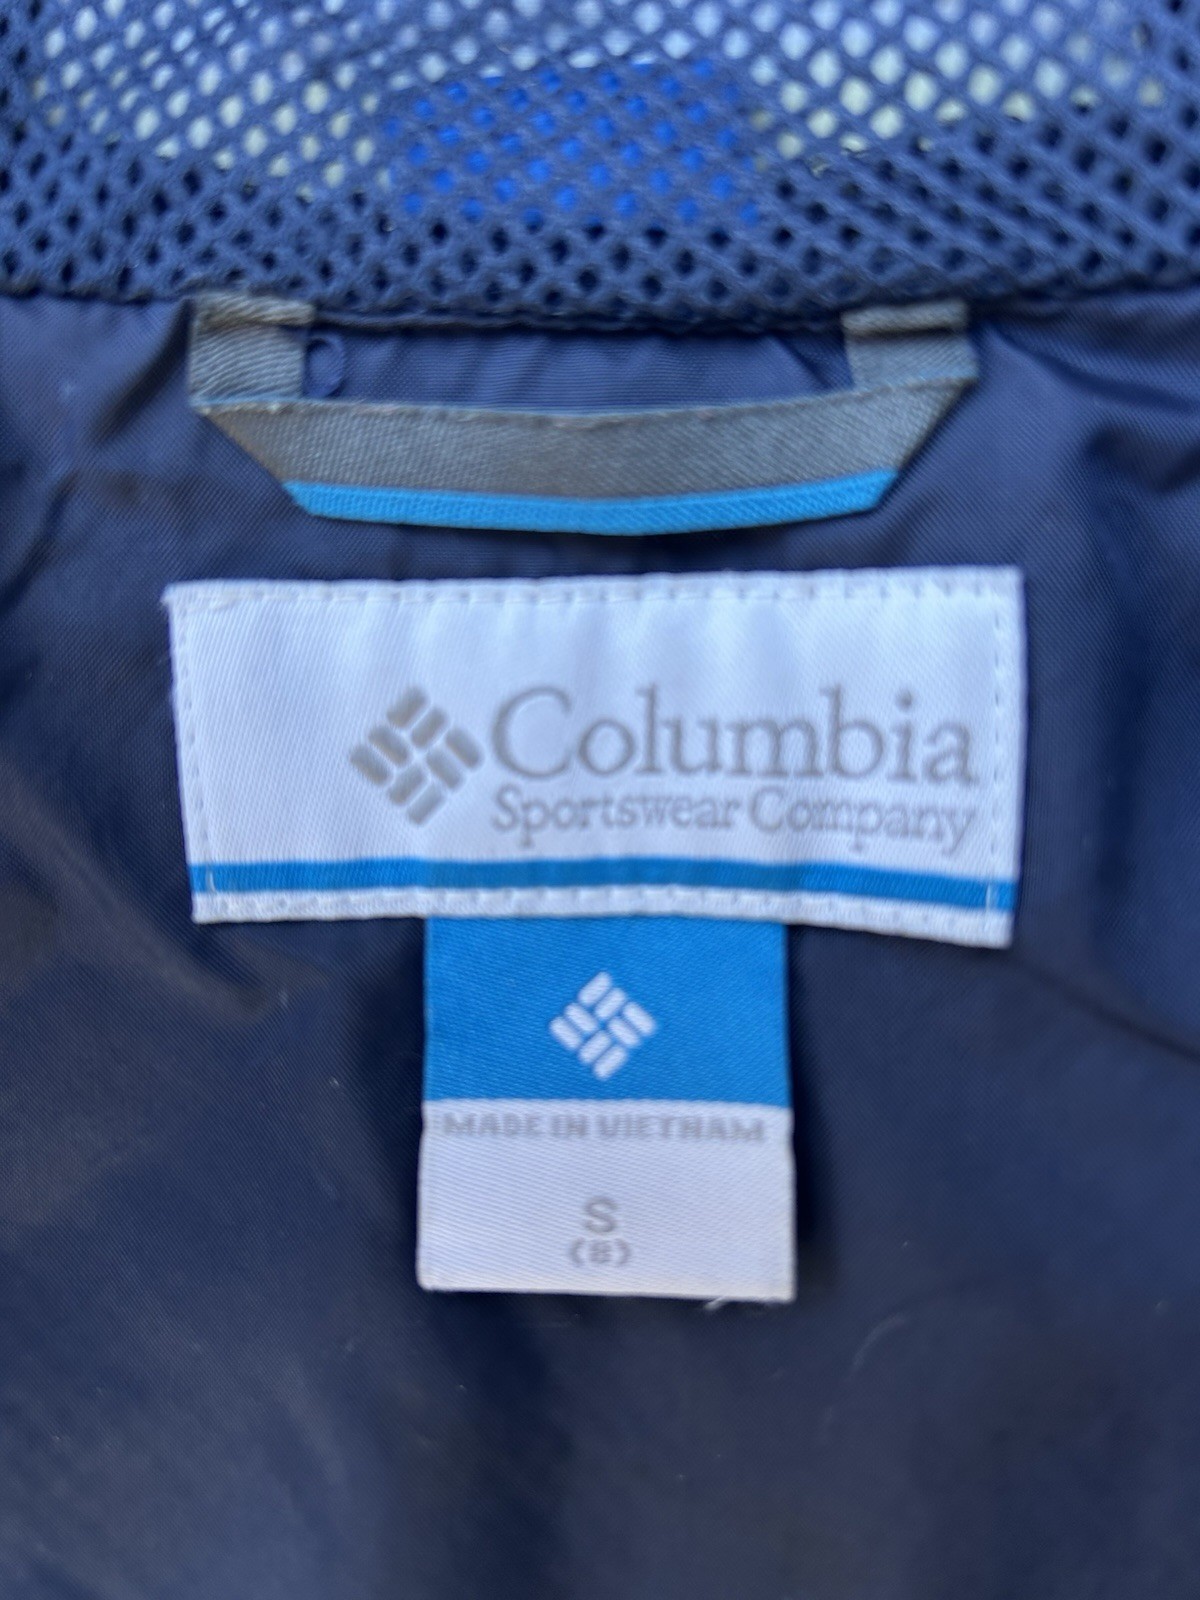 Columbia
Sportswear Company
MADE IN VIETNAM
S
(8)